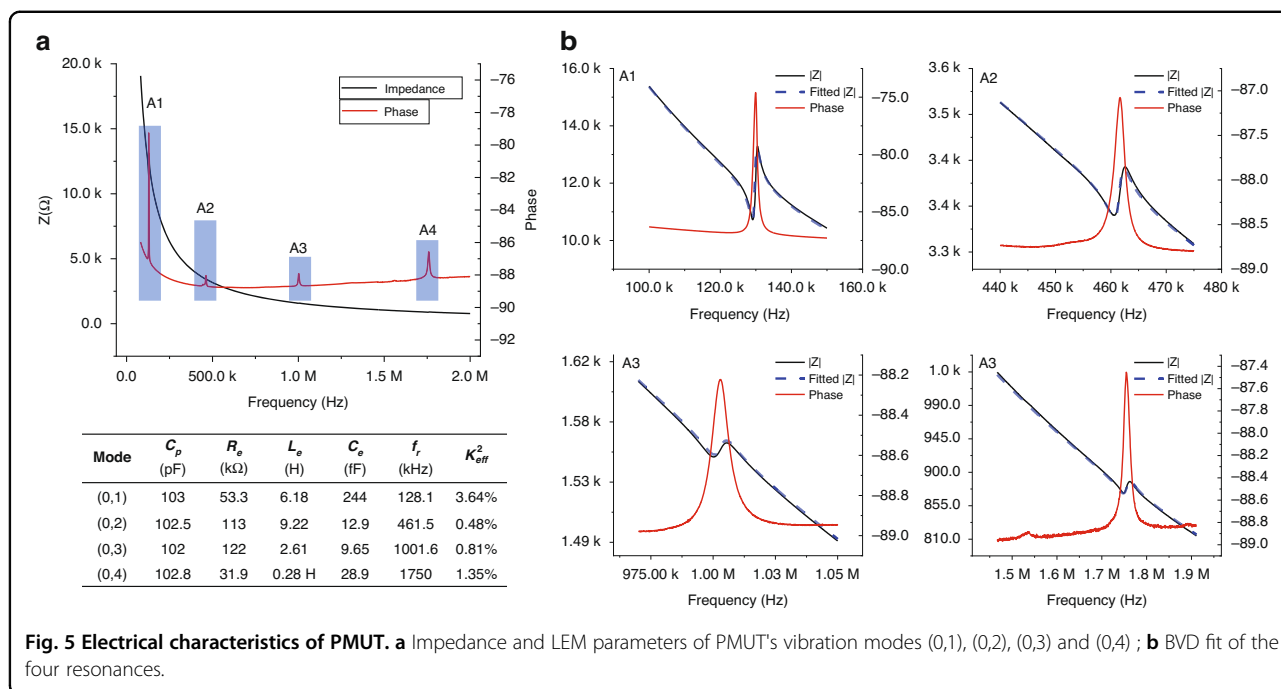 a
20.0 k
15.0 k
10.0 k
5.0 k
0.0
Z(Ω)
A1
A2
A3
A4
Impedance
Phase
−76
−78
−80
−82
−84
−86
−88
−90
−92
Phase
0.0
500.0 k
1.0 M
1.5 M
2.0 M
Frequency (Hz)
Mode Cp (pF) Re (kΩ) Le (H) Ce (fF) fr (kHz) K²eff
(0,1) 103 53.3 6.18 244 128.1 3.64%
(0,2) 102.5 113 9.22 12.9 461.5 0.48%
(0,3) 102 122 2.61 9.65 1001.6 0.81%
(0,4) 102.8 31.9 0.28 H 28.9 1750 1.35%
b
A1
|Z|
Fitted |Z|
Phase
16.0 k
14.0 k
13.0 k
12.0 k
11.0 k
10.0 k
−75.0
−80.0
−85.0
−90.0
100.0 k 120.0 k 140.0 k 160.0 k
Frequency (Hz)
A2
|Z|
Fitted |Z|
Phase
3.6 k
3.5 k
3.4 k
3.4 k
3.3 k
−87.0
−87.5
−88.0
−88.5
−89.0
440 k 450 k 460 k 475 k 480 k
Frequency (Hz)
A3
|Z|
Fitted |Z|
Phase
1.62 k
1.58 k
1.53 k
1.49 k
−88.2
−88.4
−88.6
−88.8
−89.0
975.00 k 1.00 M 1.03 M 1.05 M
Frequency (Hz)
A3
|Z|
Fitted |Z|
Phase
1.0 k
990.0
945.0
900.0
855.0
810.0
−87.4
−87.6
−87.8
−88.0
−88.2
−88.4
−88.6
−88.8
−89.0
1.5 M 1.6 M 1.7 M 1.8 M 1.9 M
Frequency (Hz)
Fig. 5 Electrical characteristics of PMUT. a Impedance and LEM parameters of PMUT's vibration modes (0,1), (0,2), (0,3) and (0,4) ; b BVD fit of the
four resonances.